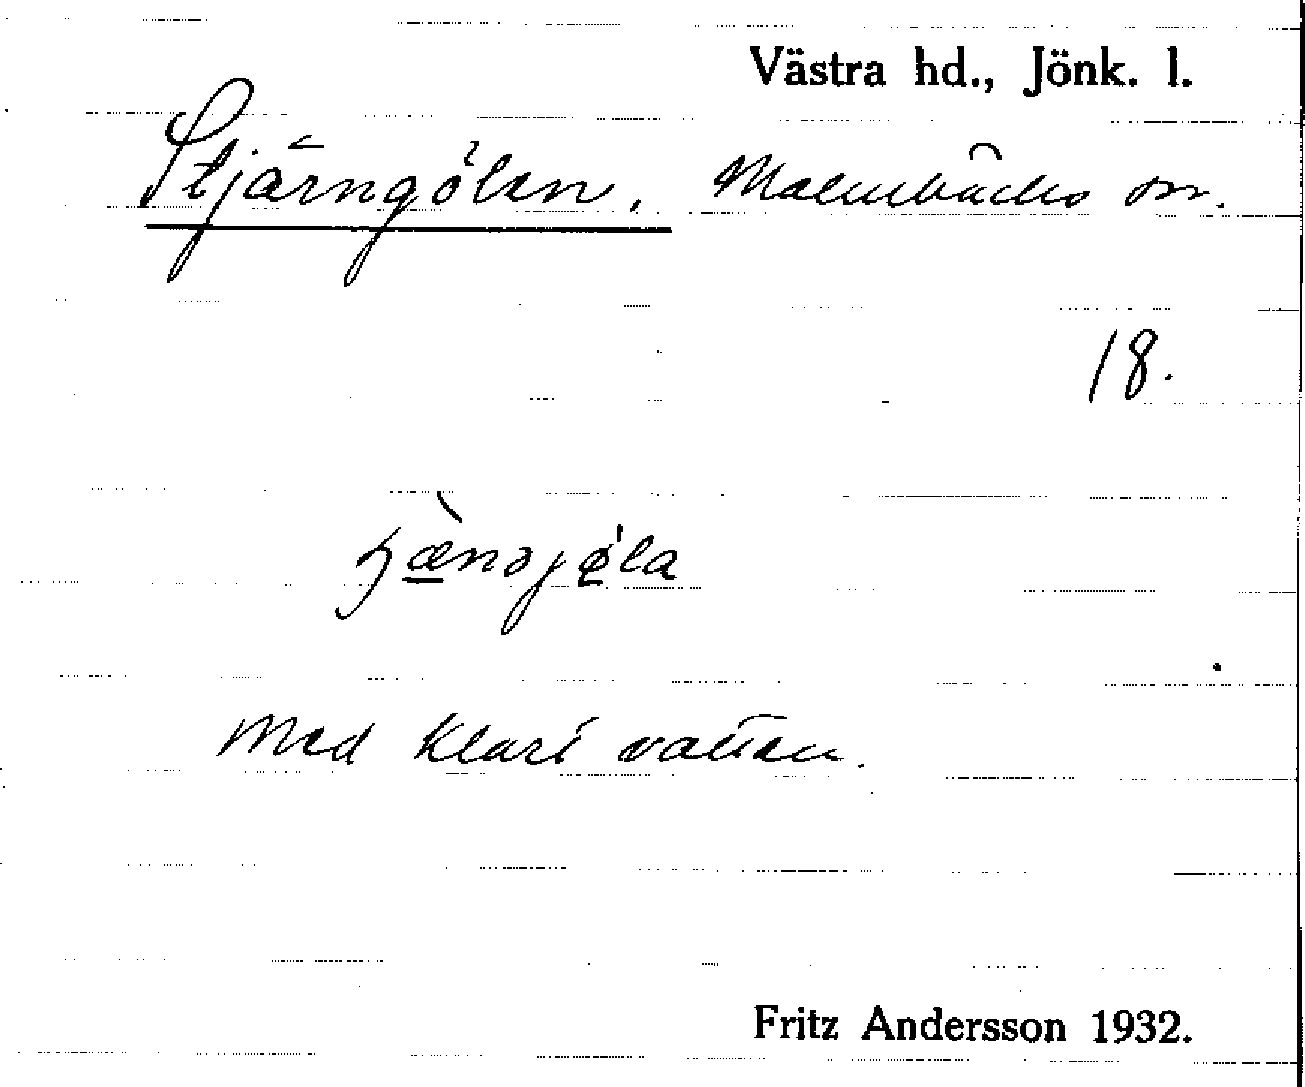 Västra hd., Jönk. l.
Stjärngölen. Malmbäcks sn.
18.
Med klart vatten.
Fritz Andersson 1932.